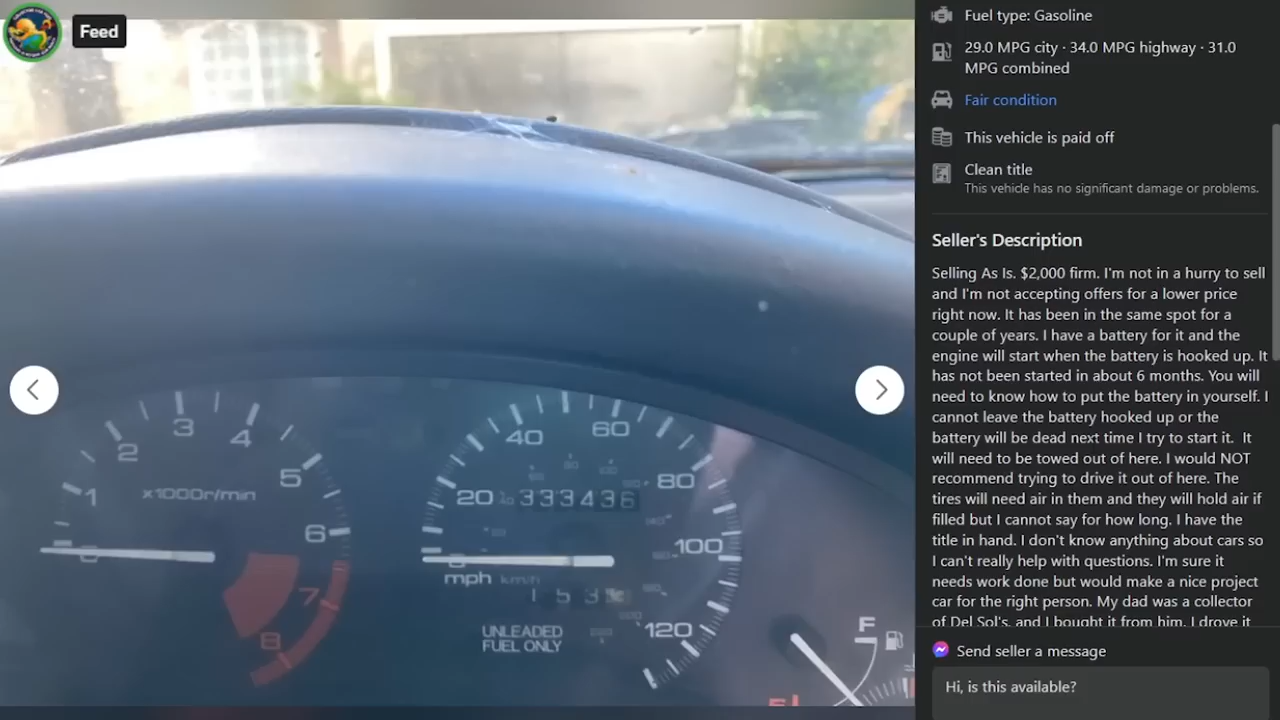 Feed
1
2
3
4
5
6
7
8
x1000r/min
20
40
60
80
100
120
333436
mph km/h
153
UNLEADED
FUEL ONLY
F
Fuel type: Gasoline
29.0 MPG city · 34.0 MPG highway · 31.0
MPG combined
Fair condition
This vehicle is paid off
Clean title
This vehicle has no significant damage or problems.
Seller's Description
Selling As Is. $2,000 firm. I'm not in a hurry to sell
and I'm not accepting offers for a lower price
right now. It has been in the same spot for a
couple of years. I have a battery for it and the
engine will start when the battery is hooked up. It
has not been started in about 6 months. You will
need to know how to put the battery in yourself. I
cannot leave the battery hooked up or the
battery will be dead next time I try to start it.  It
will need to be towed out of here. I would NOT
recommend trying to drive it out of here. The
tires will need air in them and they will hold air if
filled but I cannot say for how long. I have the
title in hand. I don't know anything about cars so
I can't really help with questions. I'm sure it
needs work done but would make a nice project
car for the right person. My dad was a collector
of Del Sol's, and I bought it from him. I drove it
Send seller a message
Hi, is this available?